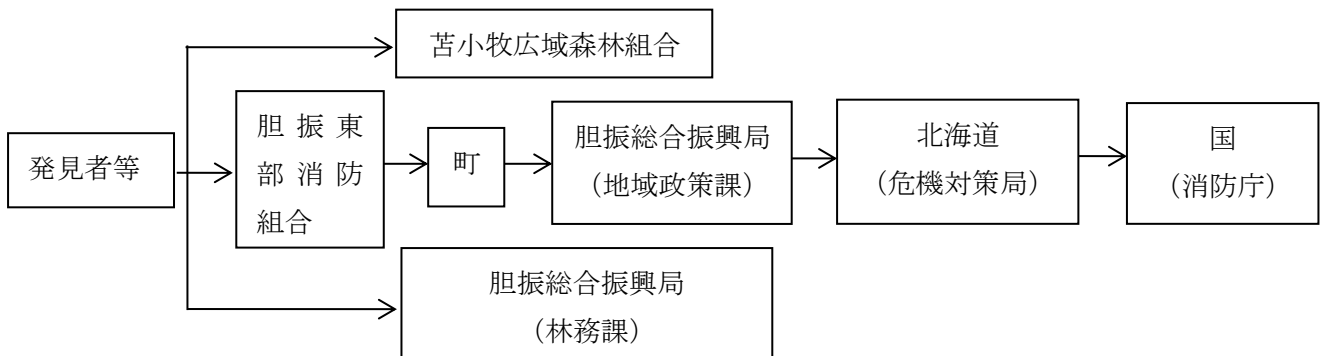 苫小牧広域森林組合
発見者等
胆振東
部消防
組合
町
胆振総合振興局
（地域政策課）
北海道
（危機対策局）
国
（消防庁）
胆振総合振興局
（林務課）